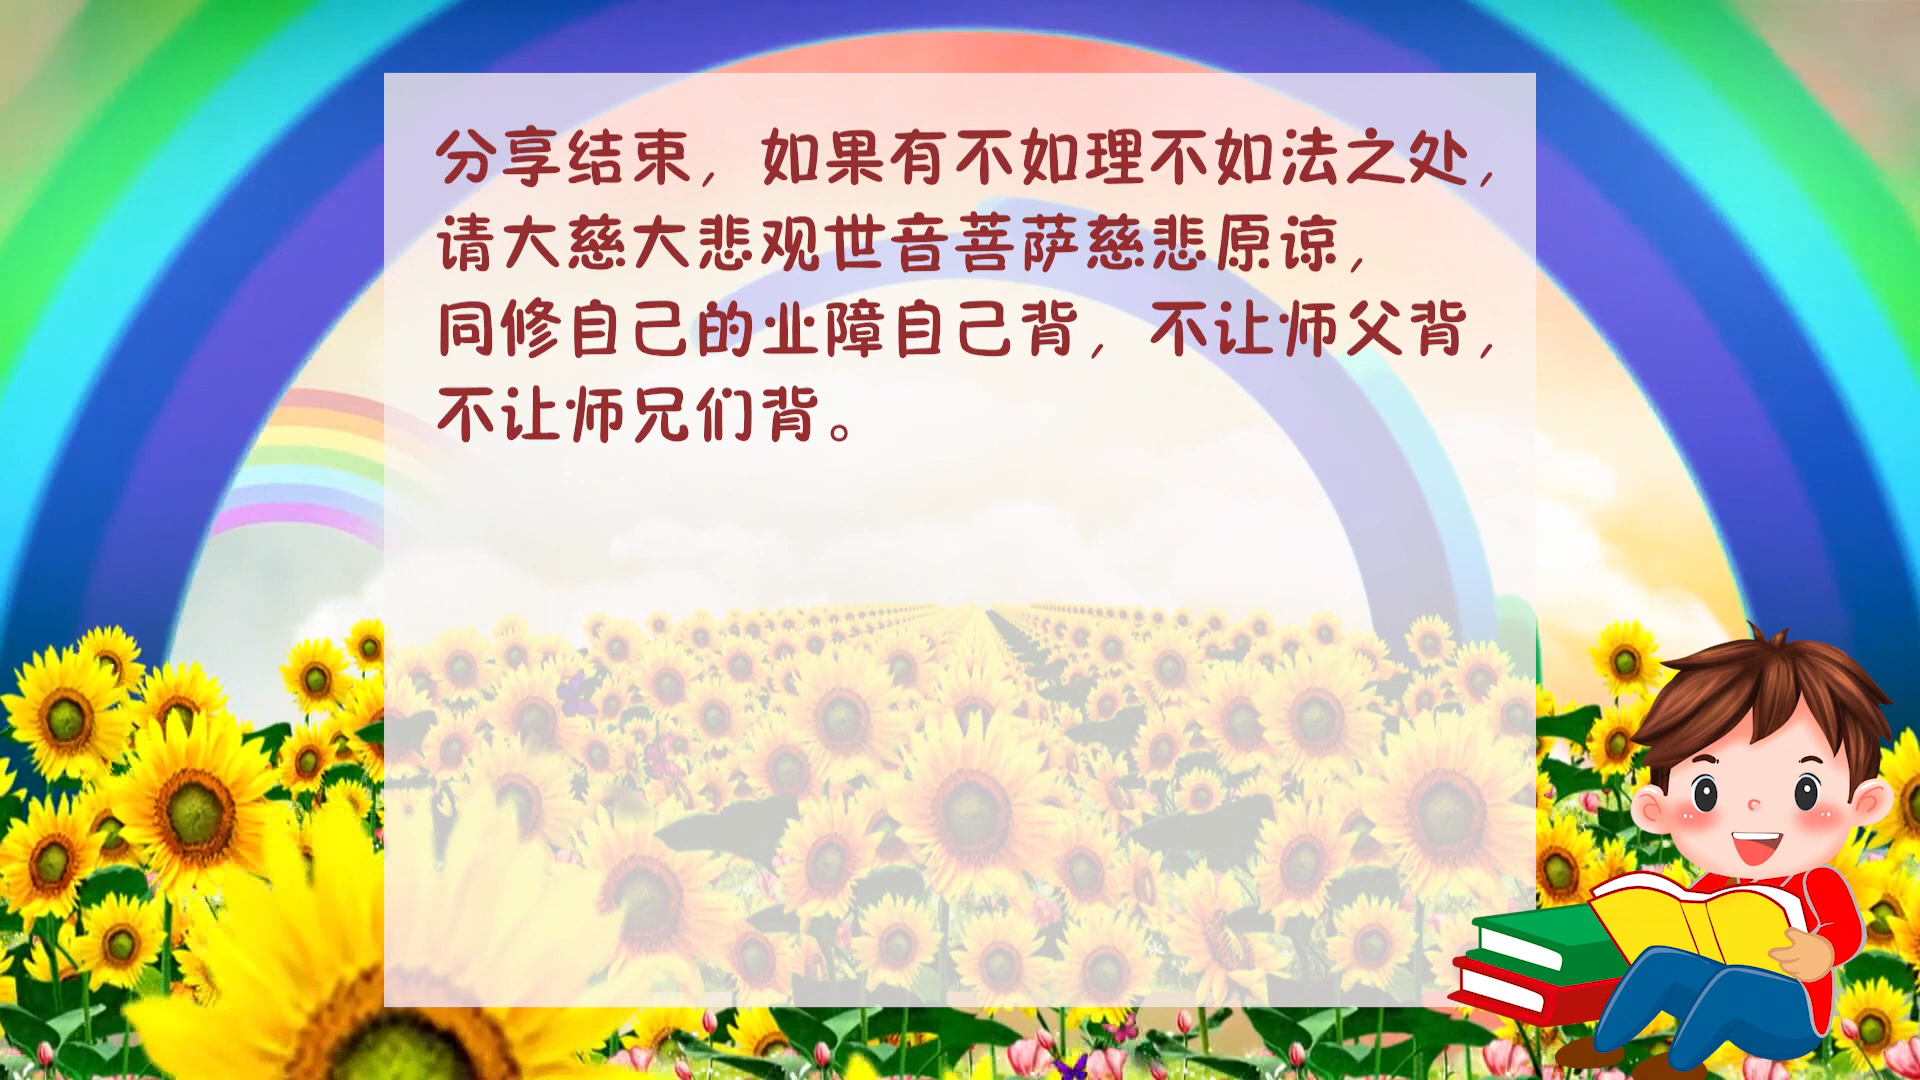 分享结束，如果有不如理不如法之处，
请大慈大悲观世音菩萨慈悲原谅，
同修自己的业障自己背，不让师父背，
不让师兄们背。